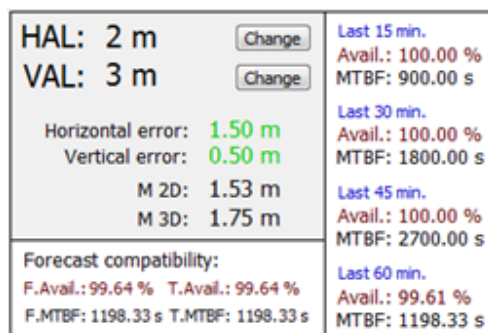 HAL: 2 m Change
VAL: 3 m Change
Horizontal error: 1.50 m
Vertical error: 0.50 m
M 2D: 1.53 m
M 3D: 1.75 m
Forecast compatibility:
F.Avail.: 99.64 % T.Avail.: 99.64 %
F.MTBF: 1198.33 s T.MTBF: 1198.33 s
Last 15 min.
Avail.: 100.00 %
MTBF: 900.00 s
Last 30 min.
Avail.: 100.00 %
MTBF: 1800.00 s
Last 45 min.
Avail.: 100.00 %
MTBF: 2700.00 s
Last 60 min.
Avail.: 99.61 %
MTBF: 1198.33 s